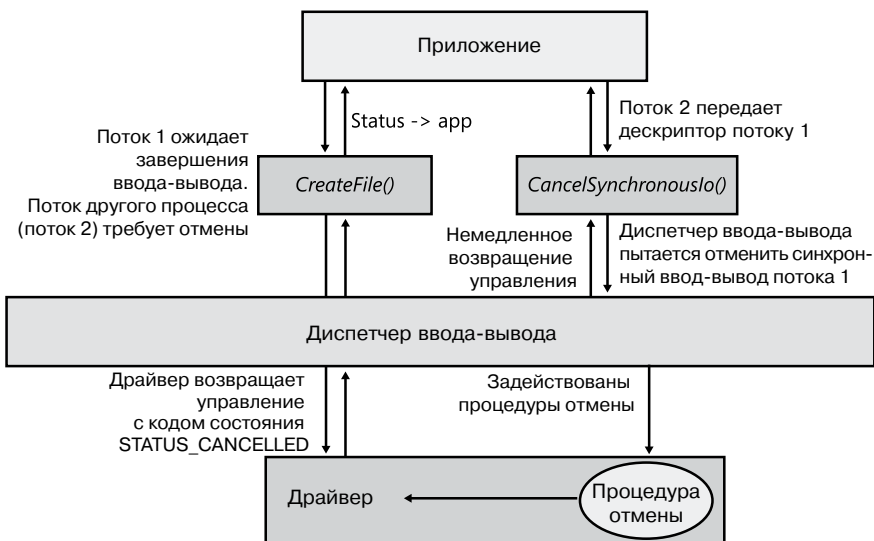 Приложение
Status -> app
Поток 2 передает
дескриптор потоку 1
Поток 1 ожидает
завершения
ввода-вывода.
Поток другого процесса
(поток 2) требует отмены
CreateFile()
CancelSynchronousIo()
Немедленное
возвращение
управления
Диспетчер ввода-вывода
пытается отменить синхрон-
ный ввод-вывод потока 1
Диспетчер ввода-вывода
Драйвер возвращает
управление
с кодом состояния
STATUS_CANCELLED
Задействованы
процедуры отмены
Драйвер
Процедура
отмены